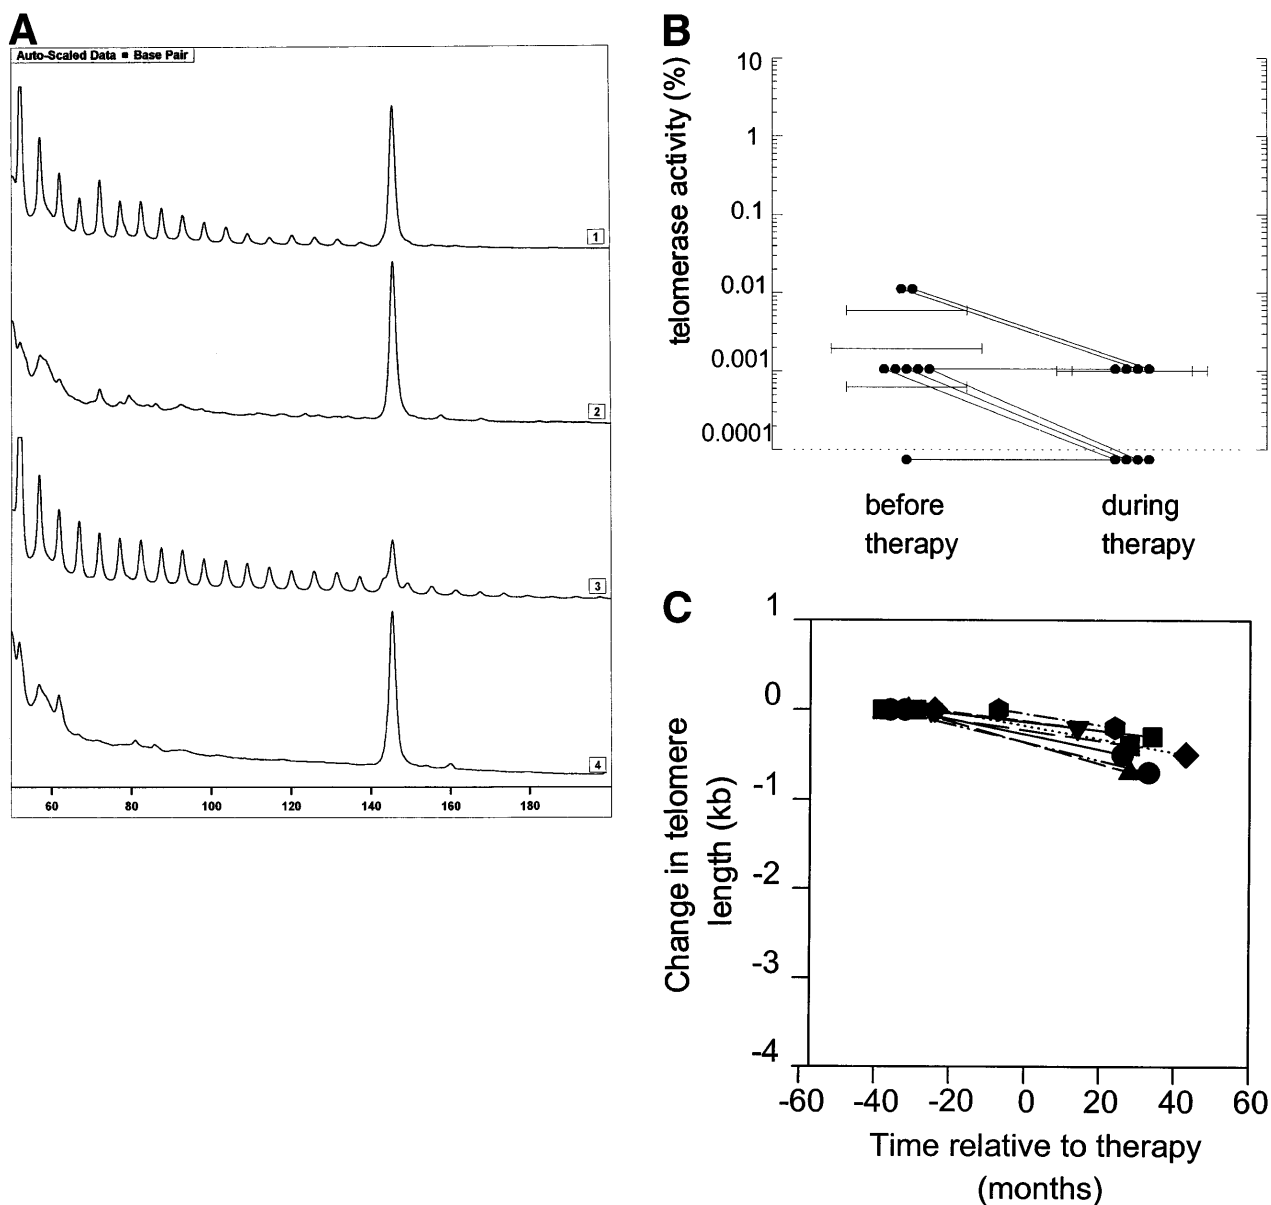 A
Auto-Scaled Data ■ Base Pair
1
2
3
4
60 80 100 120 140 160 180
B
telomerase activity (%)
10
1
0.1
0.01
0.001
0.0001
before therapy
during therapy
C
Change in telomere
length (kb)
1
0
-1
-2
-3
-4
-60 -40 -20 0 20 40 60
Time relative to therapy
(months)